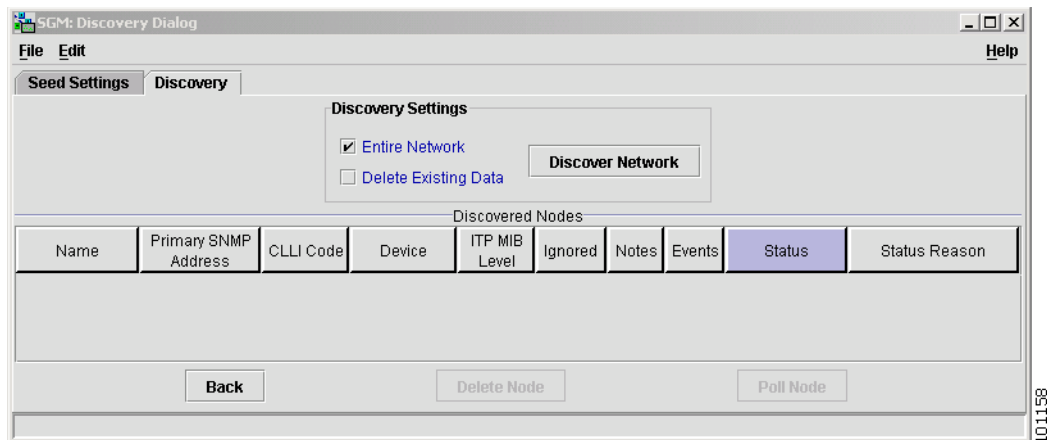 SGM: Discovery Dialog
File Edit Help
Seed Settings Discovery
Discovery Settings
Entire Network
Discover Network
Delete Existing Data
Discovered Nodes
Name Primary SNMP Address CLLI Code Device ITP MIB Level Ignored Notes Events Status Status Reason
Back Delete Node Poll Node
101158